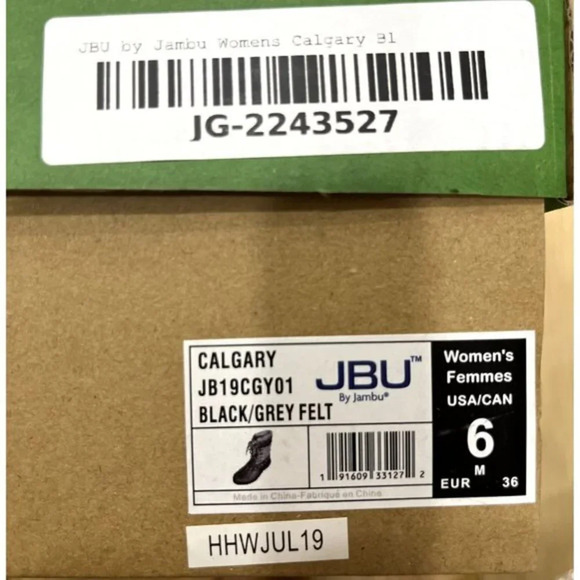 JBU by Jambu Womens Calgary Bl
JG-2243527
CALGARY
JB19CGY01
BLACK/GREY FELT
JBU™
By Jambu®
1 91609 33127 2
Women's
Femmes
USA/CAN
6
M
EUR 36
Made in China-Fabriqué en China
HHWJUL19